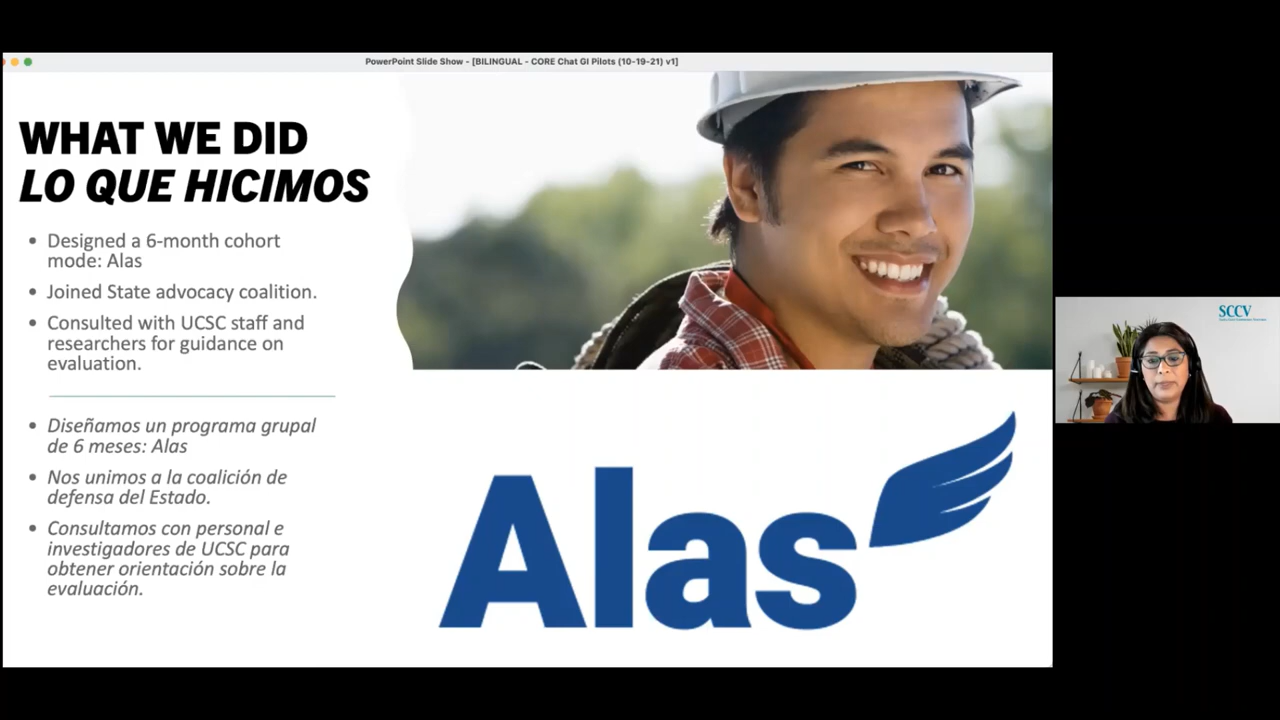 PowerPoint Slide Show - [BILINGUAL - CORE Chat GI Pilots (10-19-21) v1]
WHAT WE DID
LO QUE HICIMOS
• Designed a 6-month cohort
mode: Alas
• Joined State advocacy coalition.
• Consulted with UCSC staff and
researchers for guidance on
evaluation.
• Diseñamos un programa grupal
de 6 meses: Alas
• Nos unimos a la coalición de
defensa del Estado.
• Consultamos con personal e
investigadores de UCSC para
obtener orientación sobre la
evaluación.
Alas
SCCV